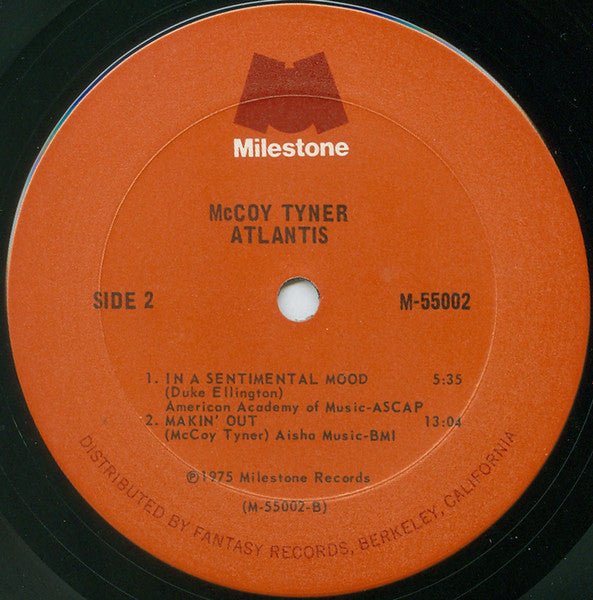 Milestone
McCOY TYNER
ATLANTIS
SIDE 2
M-55002
1. IN A SENTIMENTAL MOOD 5:35
(Duke Ellington)
American Academy of Music-ASCAP
2. MAKIN' OUT 13:04
(McCoy Tyner) Aisha Music-BMI
℗1975 Milestone Records
(M-55002-B)
DISTRIBUTED BY FANTASY RECORDS, BERKELEY, CALIFORNIA